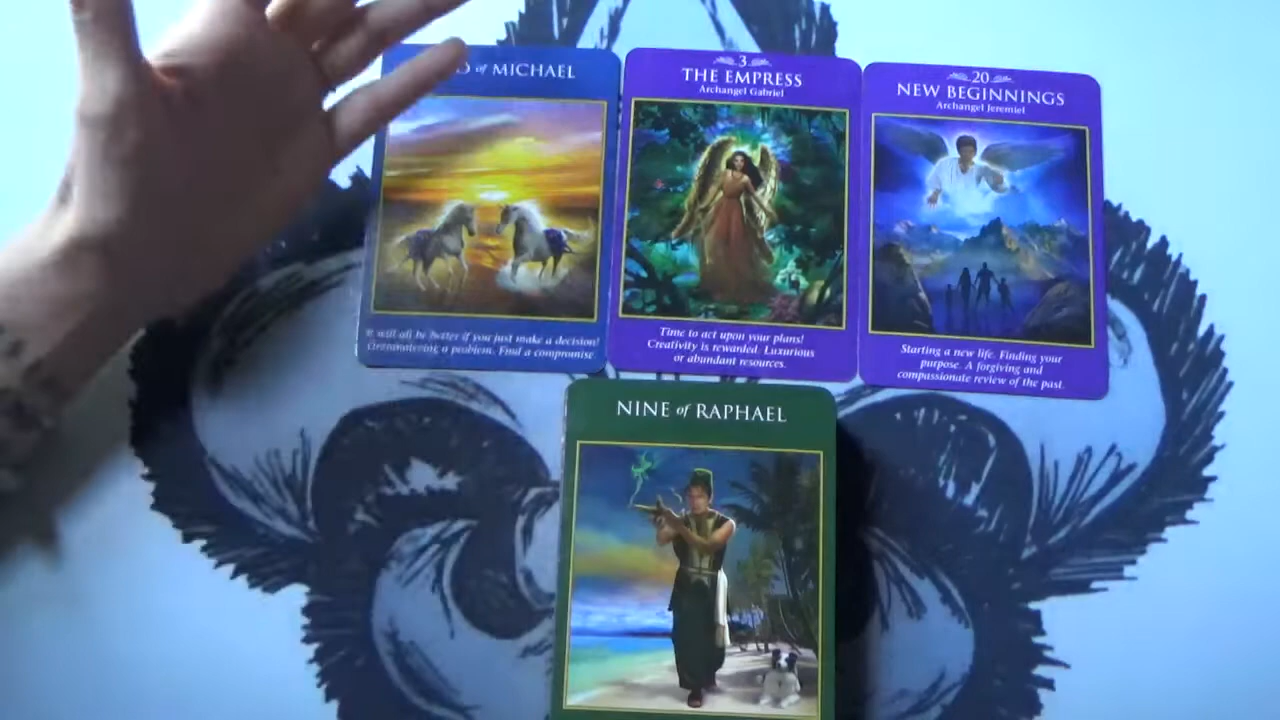 of MICHAEL
It will all be better if you just make a decision!
a problem. Find a compromise
3
THE EMPRESS
Archangel Gabriel
Time to act upon your plans!
Creativity is rewarded. Luxurious
or abundant resources.
20
NEW BEGINNINGS
Archangel Jeremiel
Starting a new life. Finding your
purpose. A forgiving and
compassionate review of the past.
NINE of RAPHAEL